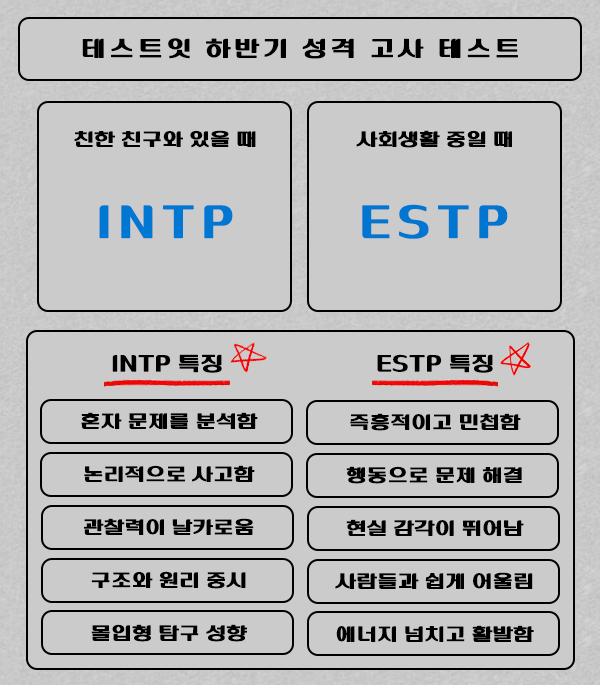 테스트잇 하반기 성격 고사 테스트
친한 친구와 있을 때
INTP
사회생활 중일 때
ESTP
INTP 특징
혼자 문제를 분석함
논리적으로 사고함
관찰력이 날카로움
구조와 원리 중시
몰입형 탐구 성향
ESTP 특징
즉흥적이고 민첩함
행동으로 문제 해결
현실 감각이 뛰어남
사람들과 쉽게 어울림
에너지 넘치고 활발함